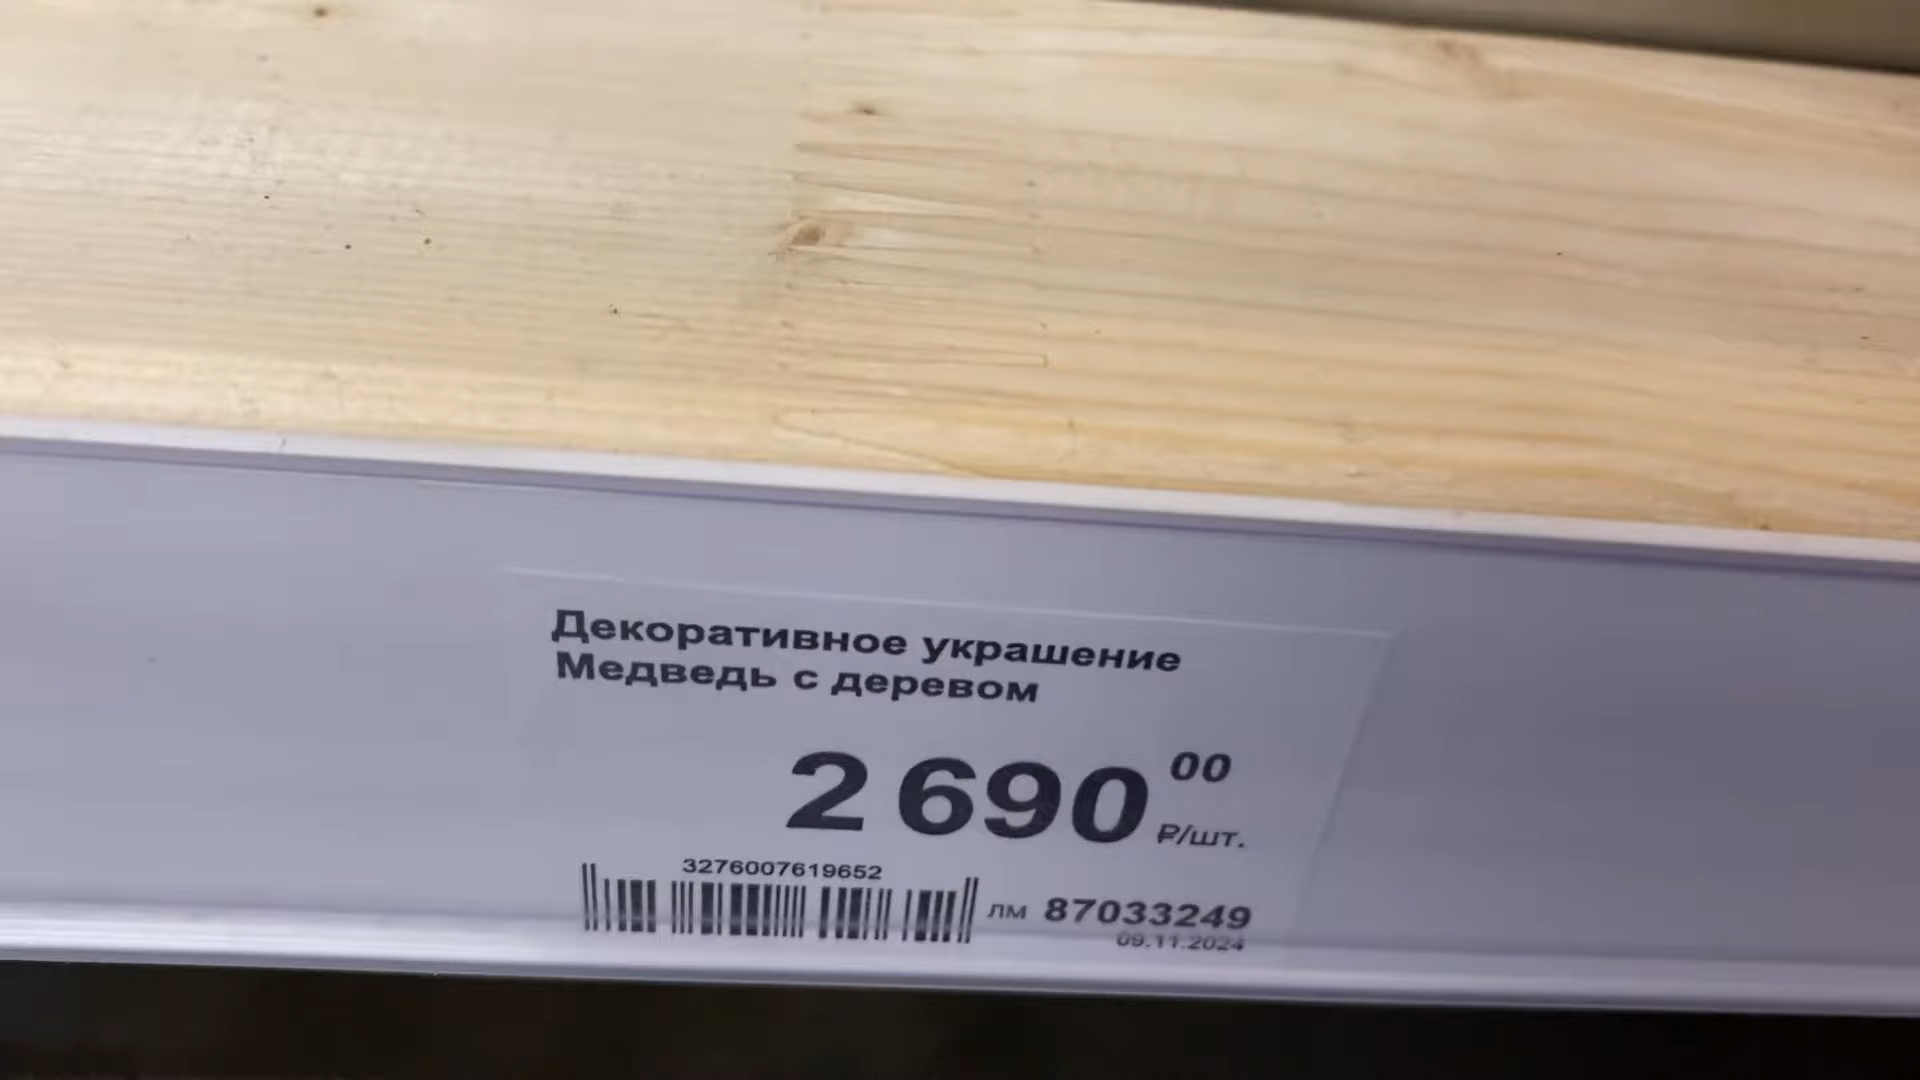 Декоративное украшение
Медведь с деревом
2 690 00
₽/шт.
3276007619652
лм 87033249
09.11.2024